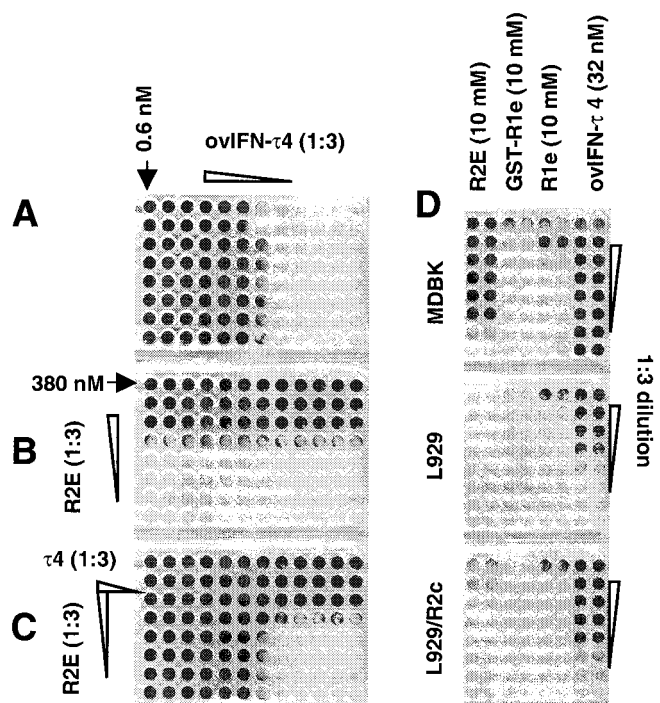 0.6 nM
ovIFN-τ4 (1:3)
A
380 nM
B
R2E (1:3)
τ4 (1:3)
C
R2E (1:3)
R2E (10 mM)
GST-R1e (10 mM)
R1e (10 mM)
ovIFN-τ 4 (32 nM)
D
MDBK
L929
L929/R2c
1:3 dilution